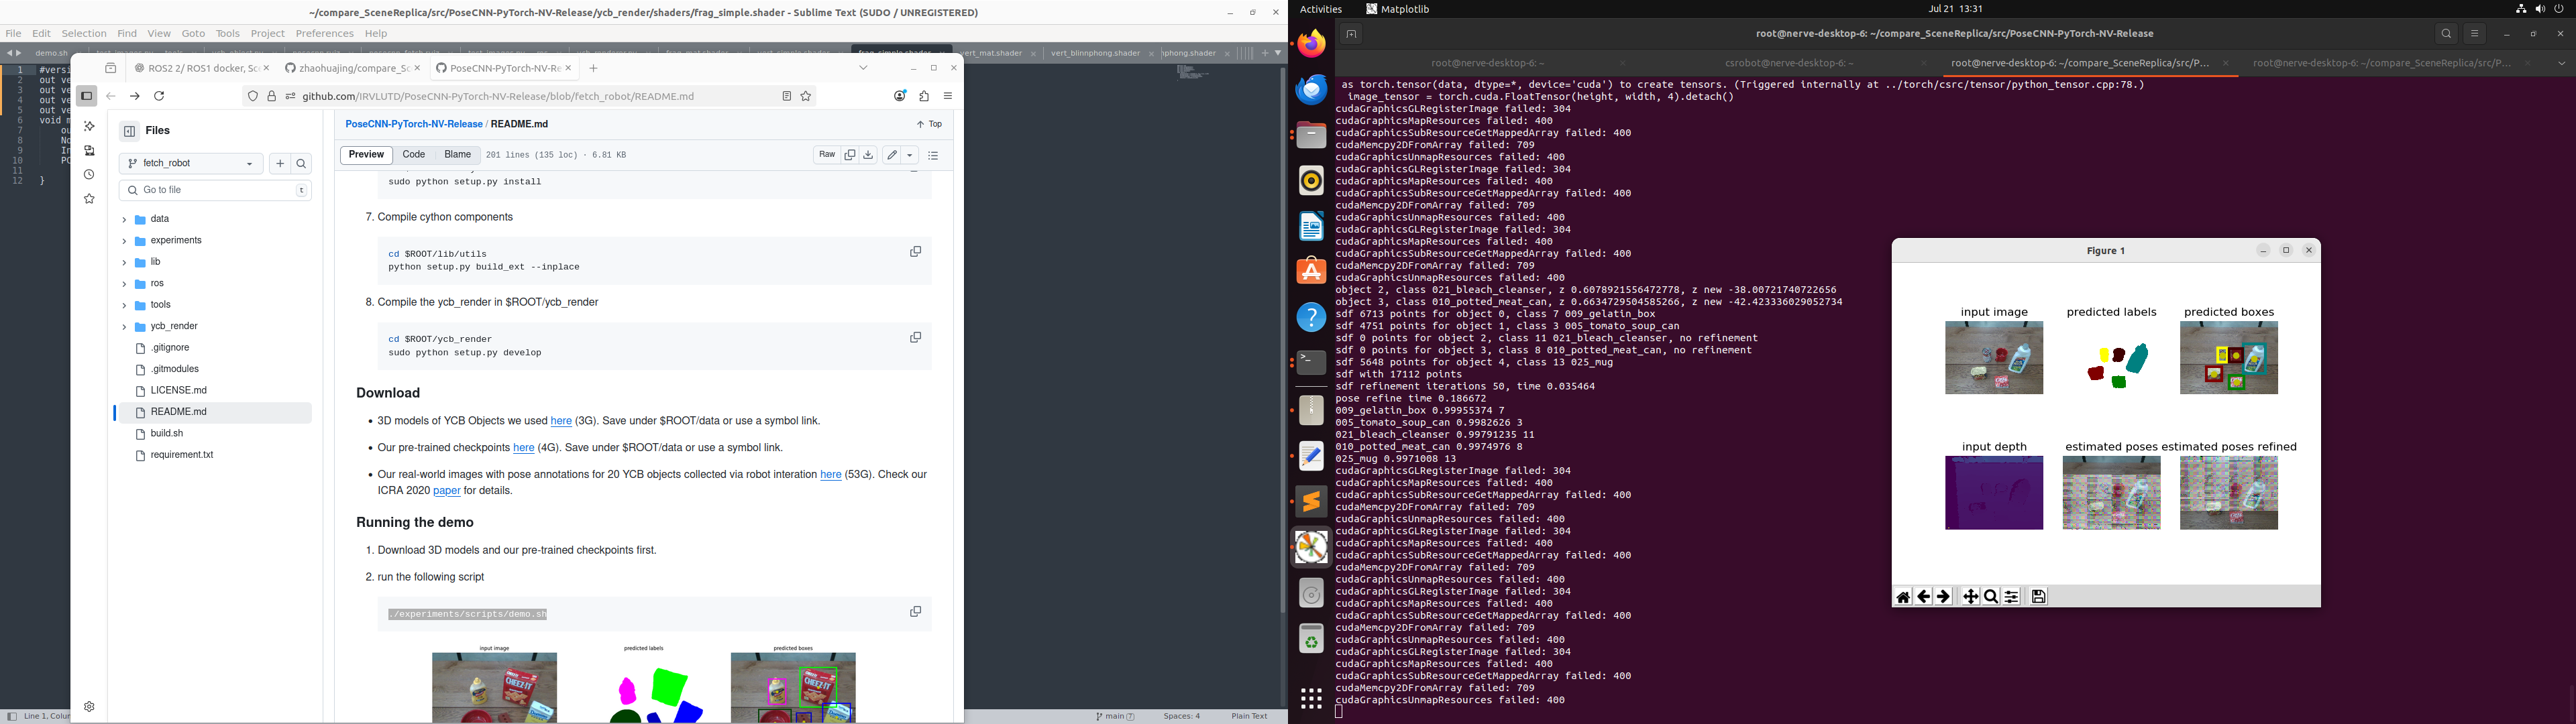 ~/compare_SceneReplica/src/PoseCNN-PyTorch-NV-Release/ycb_render/shaders/frag_simple.shader - Sublime Text (SUDO / UNREGISTERED)
File Edit Selection Find View Goto Tools Project Preferences Help
demo.sh
vert_mat.shader
vert_blinnphong.shader
1 #versi
2 out ve
3 out ve
4 out ve
5 out ve
6 void m
7 ou
8 No
9 In
10 PO
11
12 }
ROS2 2/ ROS1 docker, Sc
zhaohuajing/compare_Sc
PoseCNN-PyTorch-NV-Re
github.com/IRVLUTD/PoseCNN-PyTorch-NV-Release/blob/fetch_robot/README.md
Files
fetch_robot
Go to file
t
data
experiments
lib
ros
tools
ycb_render
.gitignore
.gitmodules
LICENSE.md
README.md
build.sh
requirement.txt
PoseCNN-PyTorch-NV-Release / README.md
Top
Preview Code Blame 201 lines (135 loc) · 6.81 KB
Raw
sudo python setup.py install
7. Compile cython components
cd $ROOT/lib/utils
python setup.py build_ext --inplace
8. Compile the ycb_render in $ROOT/ycb_render
cd $ROOT/ycb_render
sudo python setup.py develop
Download
• 3D models of YCB Objects we used here (3G). Save under $ROOT/data or use a symbol link.
• Our pre-trained checkpoints here (4G). Save under $ROOT/data or use a symbol link.
• Our real-world images with pose annotations for 20 YCB objects collected via robot interation here (53G). Check our
ICRA 2020 paper for details.
Running the demo
1. Download 3D models and our pre-trained checkpoints first.
2. run the following script
./experiments/scripts/demo.sh
input image predicted labels predicted boxes
Line 1, Colum
main 7
Spaces: 4
Plain Text
Activities
Matplotlib
Jul 21 13:31
root@nerve-desktop-6: ~/compare_SceneReplica/src/PoseCNN-PyTorch-NV-Release
root@nerve-desktop-6: ~
csrobot@nerve-desktop-6: ~
root@nerve-desktop-6: ~/compare_SceneReplica/src/P...
root@nerve-desktop-6: ~/compare_SceneReplica/src/P...
as torch.tensor(data, dtype=*, device='cuda') to create tensors. (Triggered internally at ../torch/csrc/tensor/python_tensor.cpp:78.)
image_tensor = torch.cuda.FloatTensor(height, width, 4).detach()
cudaGraphicsGLRegisterImage failed: 304
cudaGraphicsMapResources failed: 400
cudaGraphicsSubResourceGetMappedArray failed: 400
cudaMemcpy2DFromArray failed: 709
cudaGraphicsUnmapResources failed: 400
cudaGraphicsGLRegisterImage failed: 304
cudaGraphicsMapResources failed: 400
cudaGraphicsSubResourceGetMappedArray failed: 400
cudaMemcpy2DFromArray failed: 709
cudaGraphicsUnmapResources failed: 400
cudaGraphicsGLRegisterImage failed: 304
cudaGraphicsMapResources failed: 400
cudaGraphicsSubResourceGetMappedArray failed: 400
cudaMemcpy2DFromArray failed: 709
cudaGraphicsUnmapResources failed: 400
object 2, class 021_bleach_cleanser, z 0.6078921556472778, z new -38.00721740722656
object 3, class 010_potted_meat_can, z 0.6634729504585266, z new -42.423336029052734
sdf 6713 points for object 0, class 7 009_gelatin_box
sdf 4751 points for object 1, class 3 005_tomato_soup_can
sdf 0 points for object 2, class 11 021_bleach_cleanser, no refinement
sdf 0 points for object 3, class 8 010_potted_meat_can, no refinement
sdf 5648 points for object 4, class 13 025_mug
sdf with 17112 points
sdf refinement iterations 50, time 0.035464
pose refine time 0.186672
009_gelatin_box 0.99955374 7
005_tomato_soup_can 0.9982626 3
021_bleach_cleanser 0.99791235 11
010_potted_meat_can 0.9974976 8
025_mug 0.9971008 13
cudaGraphicsGLRegisterImage failed: 304
cudaGraphicsMapResources failed: 400
cudaGraphicsSubResourceGetMappedArray failed: 400
cudaMemcpy2DFromArray failed: 709
cudaGraphicsUnmapResources failed: 400
cudaGraphicsGLRegisterImage failed: 304
cudaGraphicsMapResources failed: 400
cudaGraphicsSubResourceGetMappedArray failed: 400
cudaMemcpy2DFromArray failed: 709
cudaGraphicsUnmapResources failed: 400
cudaGraphicsGLRegisterImage failed: 304
cudaGraphicsMapResources failed: 400
cudaGraphicsSubResourceGetMappedArray failed: 400
cudaMemcpy2DFromArray failed: 709
cudaGraphicsUnmapResources failed: 400
cudaGraphicsGLRegisterImage failed: 304
cudaGraphicsMapResources failed: 400
cudaGraphicsSubResourceGetMappedArray failed: 400
cudaMemcpy2DFromArray failed: 709
cudaGraphicsUnmapResources failed: 400
Figure 1
input image predicted labels predicted boxes
input depth estimated poses estimated poses refined